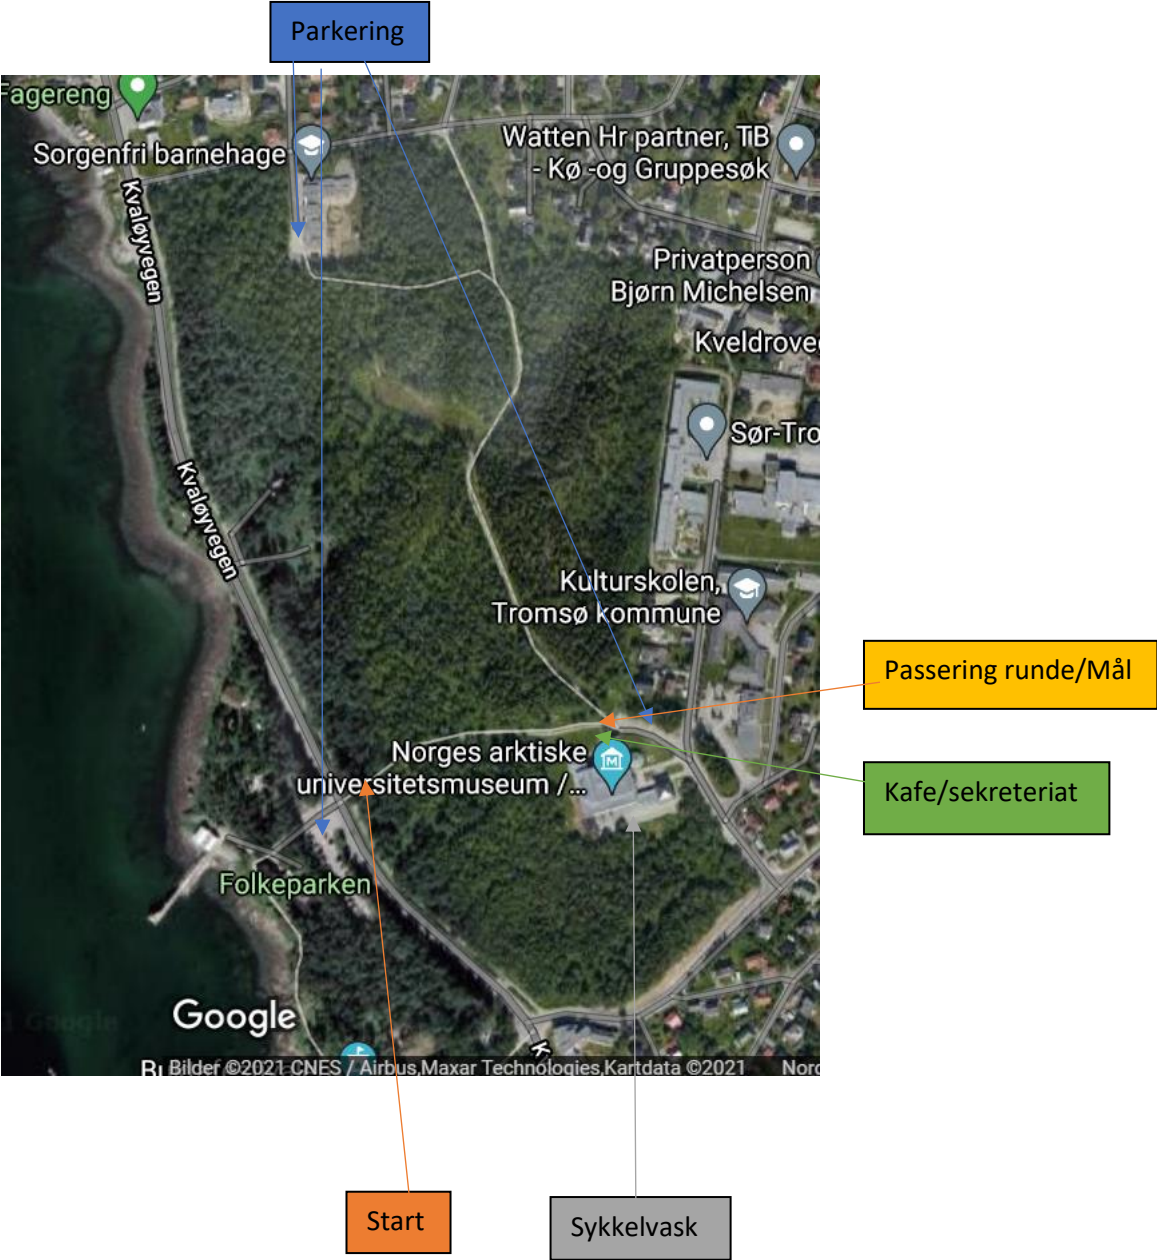 Parkering
Fagereng
Sorgenfri barnehage
Watten Hr partner, TB
- Kø -og Gruppesøk
Kvaløyvegen
Privatperson
Bjørn Michelsen
Kveldrove
Sør-Tro
Kvaløyvegen
Kulturskolen,
Tromsø kommune
Passering runde/Mål
Norges arktiske
universitetsmuseum /...
Kafe/sekreteriat
Folkeparken
Google
K
Bilder ©2021 CNES / Airbus,Maxar Technologies,Kartdata ©2021
Nord
Start
Sykkelvask